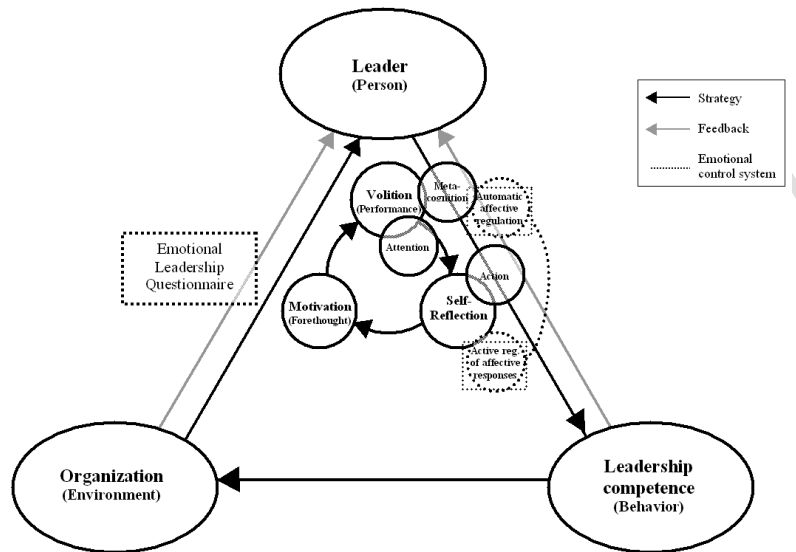 Leader
(Person)
Strategy
Feedback
Emotional
control system
Volition
(Performance)
Meta-
cognition
Automatic
affective
regulation
Attention
Emotional
Leadership
Questionnaire
Action
Motivation
(Forethought)
Self-
Reflection
Active reg
of affective
responses
Organization
(Environment)
Leadership
competence
(Behavior)